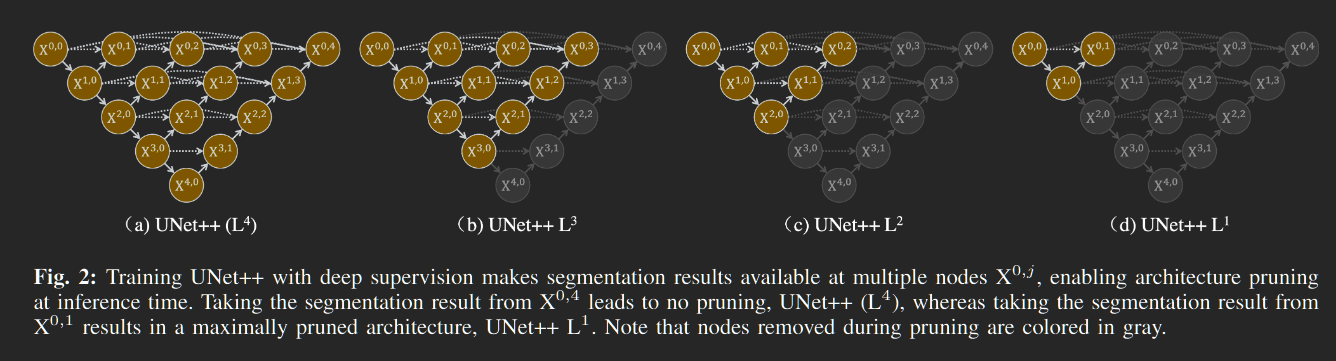 X^{0,0} X^{0,1} X^{0,2} X^{0,3} X^{0,4} X^{0,0} X^{0,1} X^{0,2} X^{0,3} X^{0,4} X^{0,0} X^{0,1} X^{0,2} X^{0,3} X^{0,4} X^{0,0} X^{0,1} X^{0,2} X^{0,3} X^{0,4}
X^{1,0} X^{1,1} X^{1,2} X^{1,3} X^{1,0} X^{1,1} X^{1,2} X^{1,3} X^{1,0} X^{1,1} X^{1,2} X^{1,3} X^{1,0} X^{1,1} X^{1,2} X^{1,3}
X^{2,0} X^{2,1} X^{2,2} X^{2,0} X^{2,1} X^{2,2} X^{2,0} X^{2,1} X^{2,2} X^{2,0} X^{2,1} X^{2,2}
X^{3,0} X^{3,1} X^{3,0} X^{3,1} X^{3,0} X^{3,1} X^{3,0} X^{3,1}
X^{4,0} X^{4,0} X^{4,0} X^{4,0}
(a) UNet++ (L⁴) (b) UNet++ L³ (c) UNet++ L² (d) UNet++ L¹
Fig. 2: Training UNet++ with deep supervision makes segmentation results available at multiple nodes X^{0,j}, enabling architecture pruning
at inference time. Taking the segmentation result from X^{0,4} leads to no pruning, UNet++ (L⁴), whereas taking the segmentation result from
X^{0,1} results in a maximally pruned architecture, UNet++ L¹. Note that nodes removed during pruning are colored in gray.